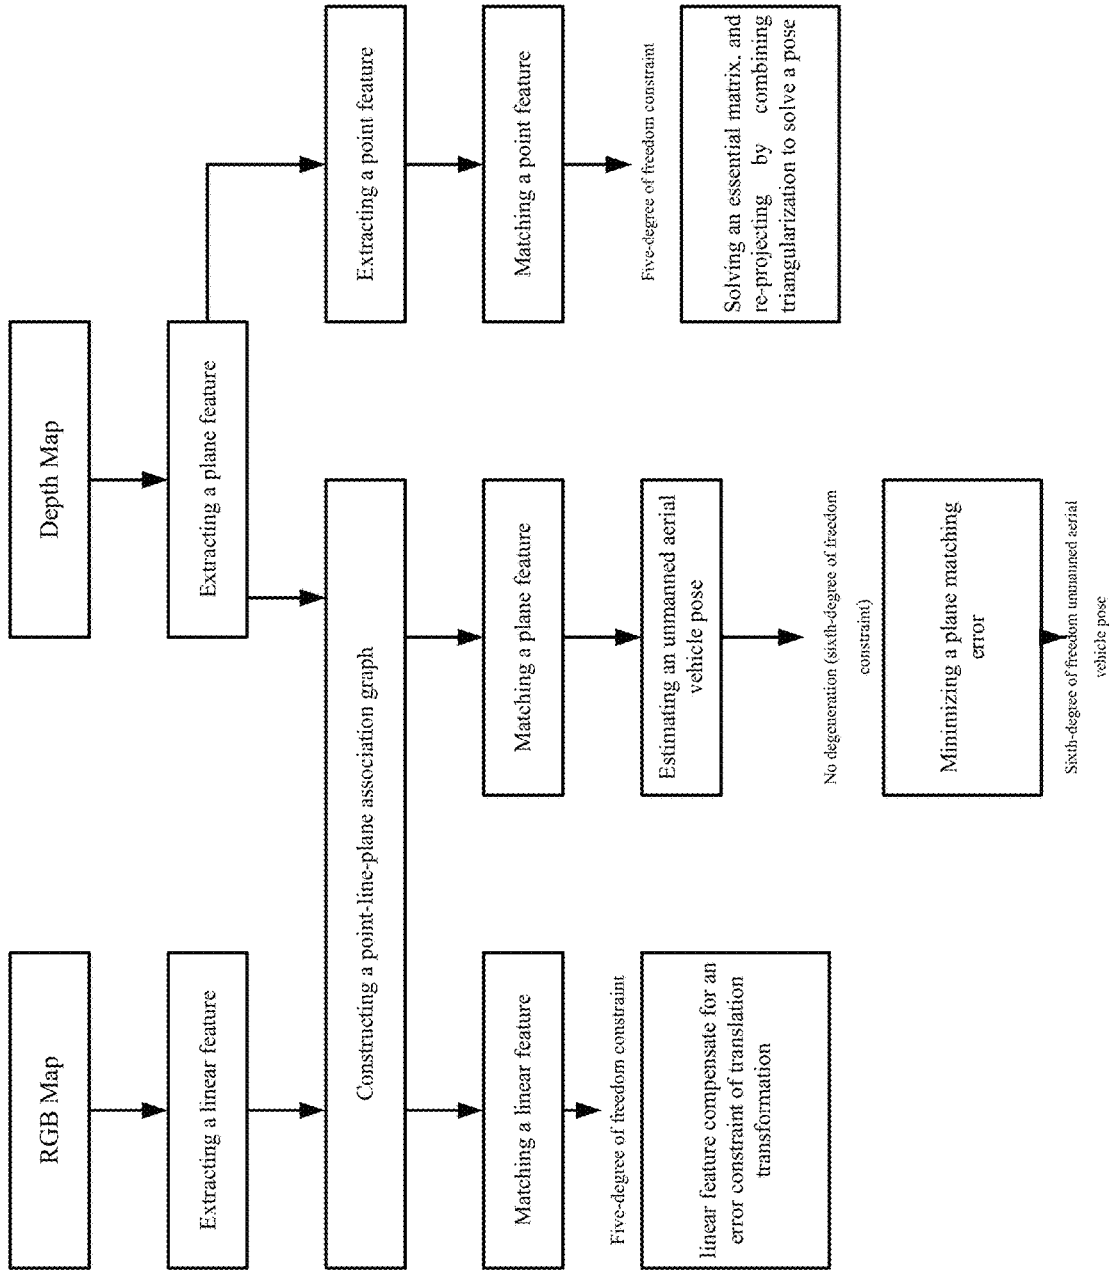 RGB Map
Depth Map
Extracting a linear feature
Extracting a plane feature
Constructing a point-line-plane association graph
Extracting a point feature
Matching a linear feature
Matching a plane feature
Matching a point feature
Five-degree of freedom constraint
linear feature compensate for an
error constraint of translation
transformation
Estimating an unmanned aerial
vehicle pose
No degeneration (sixth-degree of freedom
constraint)
Minimizing a plane matching
error
Sixth-degree of freedom unmanned aerial
vehicle pose
Five-degree of freedom constraint
Solving an essential matrix, and
re-projecting by combining
triangularization to solve a pose